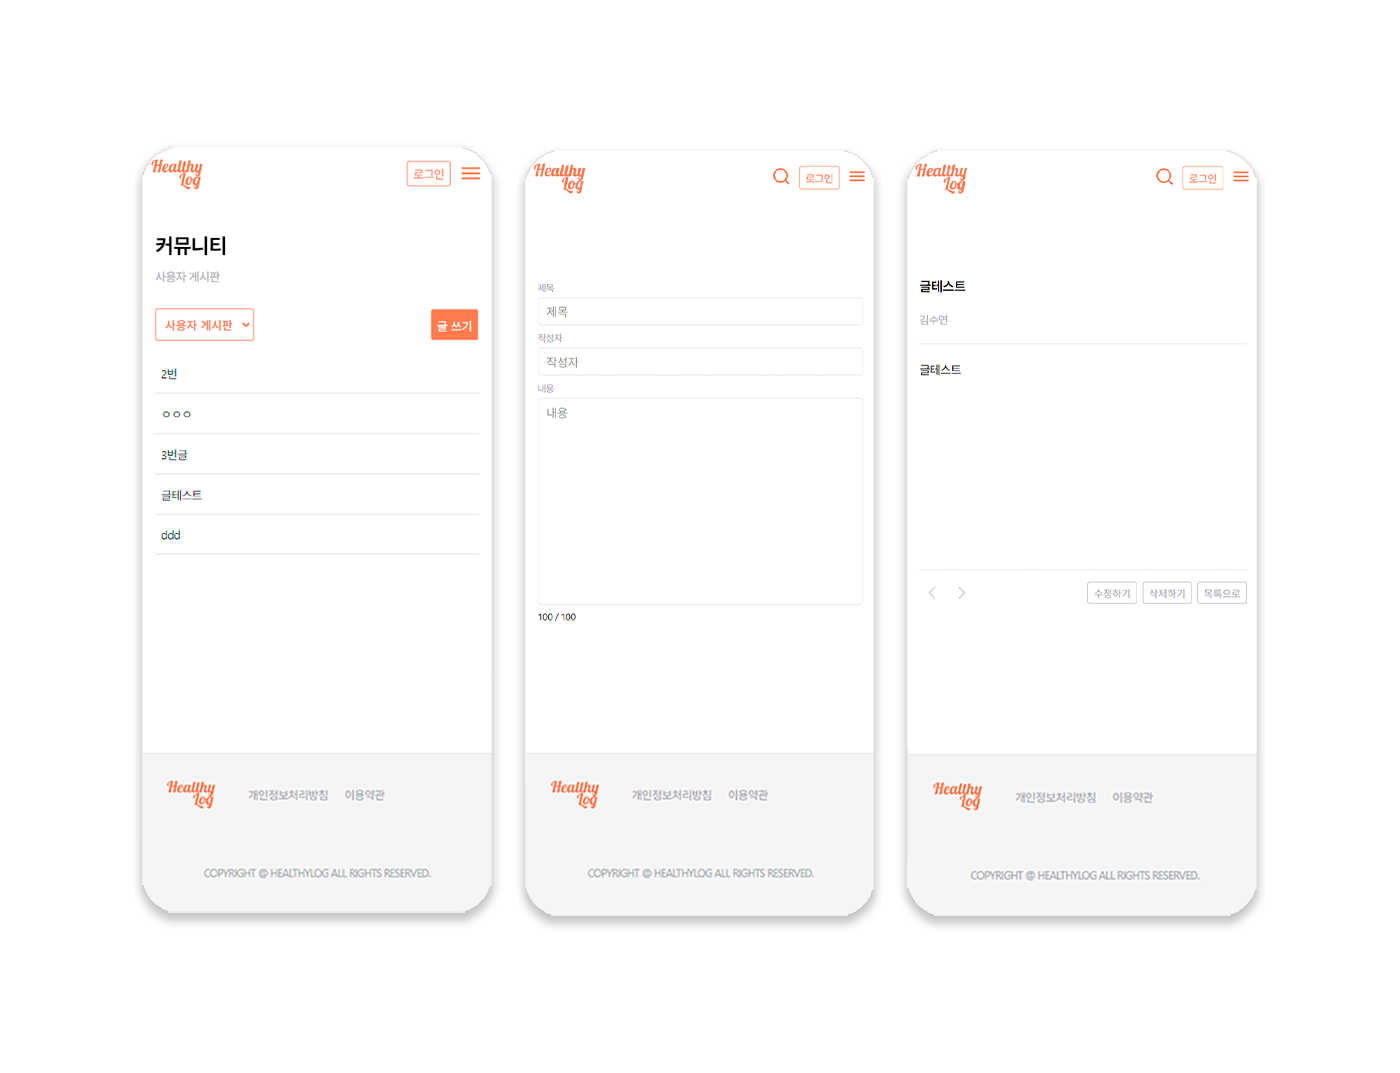 Healthy
Log
로그인
커뮤니티
사용자 게시판
사용자 게시판
글 쓰기
2번
ㅇㅇㅇ
3번글
글테스트
ddd
Healthy
Log
개인정보처리방침 이용약관
COPYRIGHT @ HEALTHYLOG ALL RIGHTS RESERVED.
Healthy
Log
로그인
제목
제목
작성자
작성자
내용
내용
100 / 100
Healthy
Log
개인정보처리방침 이용약관
COPYRIGHT @ HEALTHYLOG ALL RIGHTS RESERVED.
Healthy
Log
로그인
글테스트
김수연
글테스트
수정하기 삭제하기 목록으로
Healthy
Log
개인정보처리방침 이용약관
COPYRIGHT @ HEALTHYLOG ALL RIGHTS RESERVED.